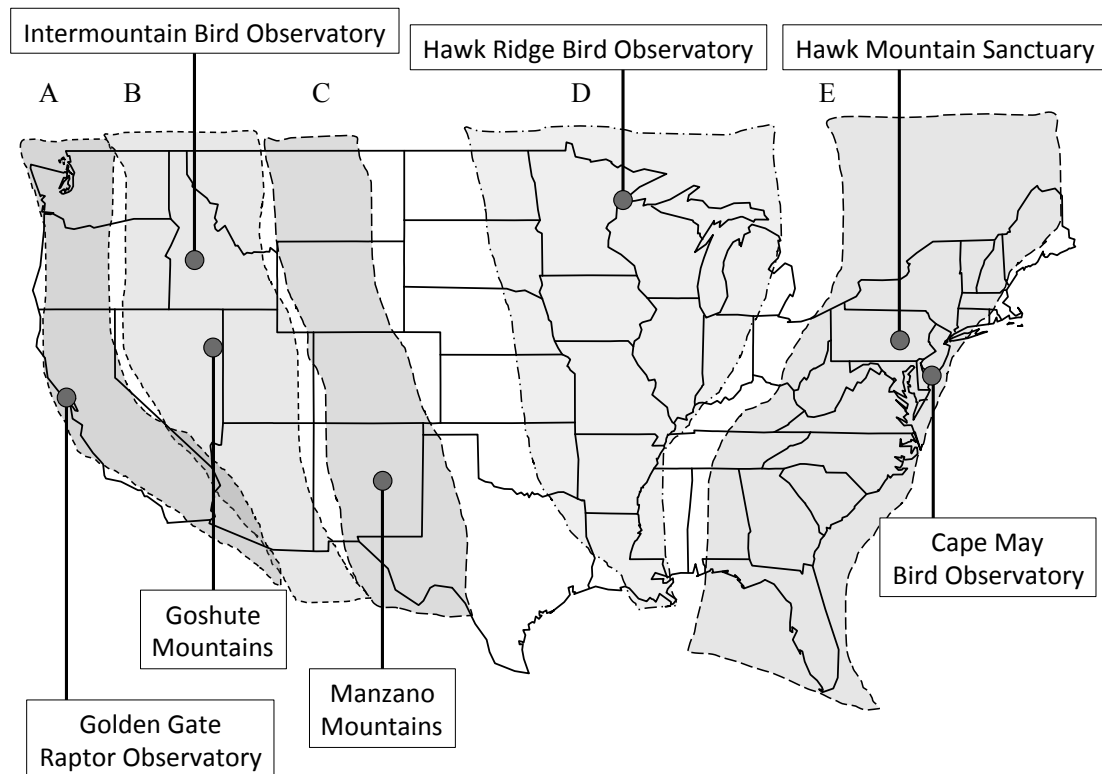 Intermountain Bird Observatory
Hawk Ridge Bird Observatory
Hawk Mountain Sanctuary
A
B
C
D
E
Cape May
Bird Observatory
Goshute
Mountains
Manzano
Mountains
Golden Gate
Raptor Observatory